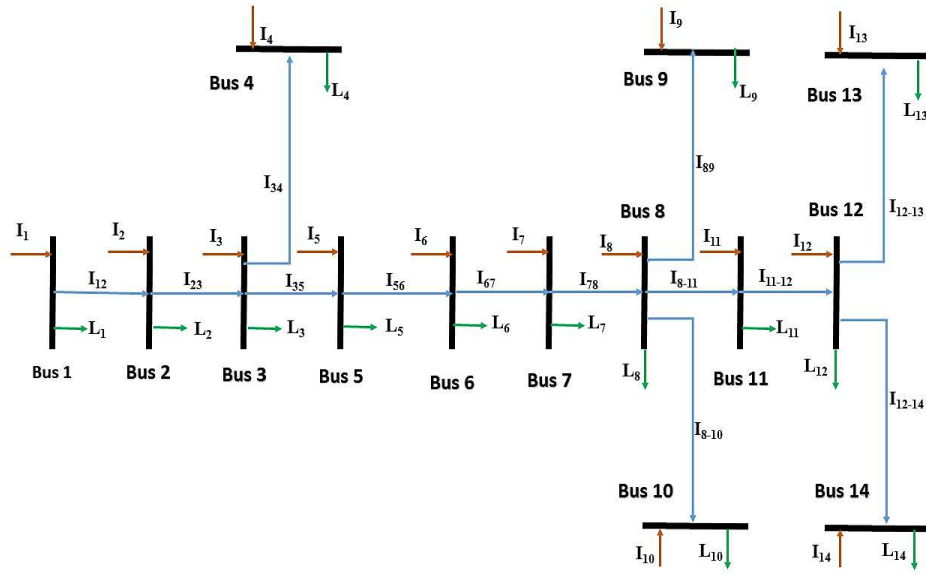 I₄
I₉
I₁₃
Bus 4
L₄
Bus 9
L₉
Bus 13
L₁₃
I₃₄
I₈₉
I₁₂₋₁₃
Bus 8
Bus 12
I₁
I₂
I₃
I₅
I₆
I₇
I₈
I₁₁
I₁₂
I₁₂
I₂₃
I₃₅
I₅₆
I₆₇
I₇₈
I₈₋₁₁
I₁₁₋₁₂
L₁
L₂
L₃
L₅
L₆
L₇
L₈
L₁₁
L₁₂
Bus 1
Bus 2
Bus 3
Bus 5
Bus 6
Bus 7
Bus 11
I₈₋₁₀
I₁₂₋₁₄
Bus 10
Bus 14
I₁₀
L₁₀
I₁₄
L₁₄